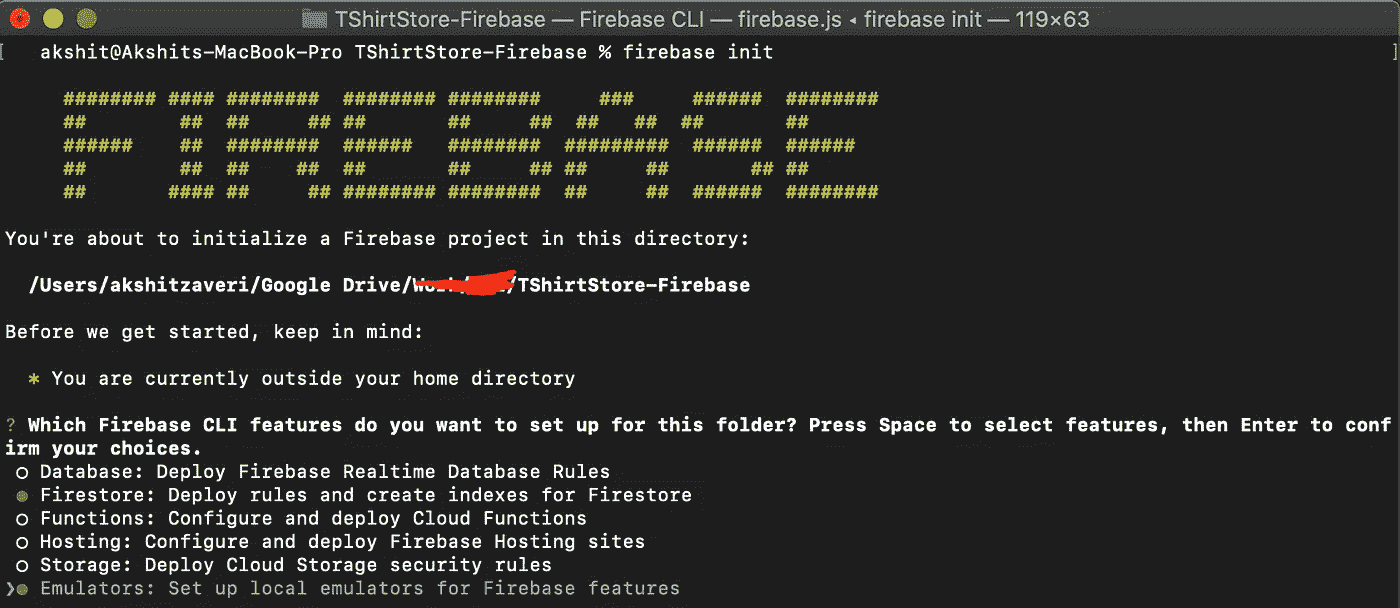 TShirtStore-Firebase — Firebase CLI — firebase.js ◂ firebase init — 119×63
[ akshit@Akshits-MacBook-Pro TShirtStore-Firebase % firebase init ]
######## #### ########  ######## ########     ###     ######  ########
##        ##  ##     ## ##       ##     ##  ##   ##  ##       ##
######    ##  ########  ######   ########  #########  ######  ######
##        ##  ##    ##  ##       ##     ## ##     ##       ## ##
##       #### ##     ## ######## ########  ##     ##  ######  ########
You're about to initialize a Firebase project in this directory:
/Users/akshitzaveri/Google Drive/ /TShirtStore-Firebase
Before we get started, keep in mind:
* You are currently outside your home directory
? Which Firebase CLI features do you want to set up for this folder? Press Space to select features, then Enter to conf
irm your choices.
◯ Database: Deploy Firebase Realtime Database Rules
◉ Firestore: Deploy rules and create indexes for Firestore
◯ Functions: Configure and deploy Cloud Functions
◯ Hosting: Configure and deploy Firebase Hosting sites
◯ Storage: Deploy Cloud Storage security rules
❯◉ Emulators: Set up local emulators for Firebase features